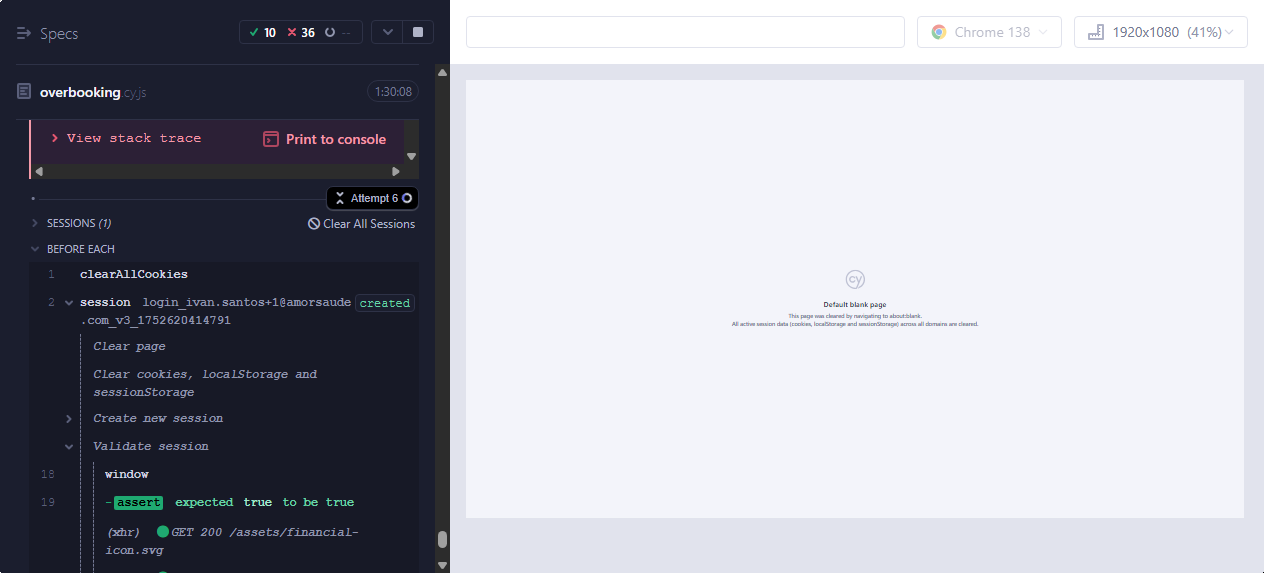 Specs
10 36 --
overbooking.cy.js
1:30:08
View stack trace
Print to console
Attempt 6
SESSIONS (1)
Clear All Sessions
BEFORE EACH
1 clearAllCookies
2 session login_ivan.santos+1@amorsaude created
.com_v3_1752620414791
Clear page
Clear cookies, localStorage and
sessionStorage
Create new session
Validate session
18 window
19 -assert expected true to be true
(xhr) GET 200 /assets/financial-
icon.svg
Chrome 138
1920x1080 (41%)
cy
Default blank page
This page was cleared by navigating to about:blank.
All active session data (cookies, localStorage and sessionStorage) across all domains are cleared.